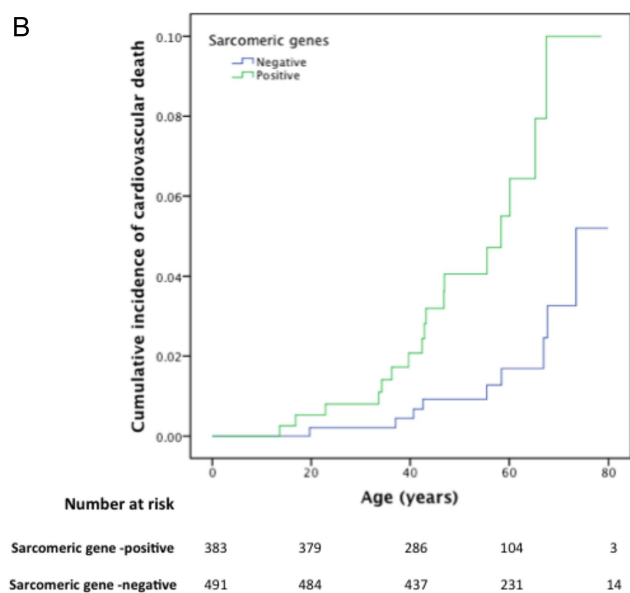 B
Cumulative incidence of cardiovascular death
Sarcomeric genes
Negative
Positive
0.10
0.08
0.06
0.04
0.02
0.00
0 20 40 60 80
Age (years)
Number at risk
Sarcomeric gene -positive 383 379 286 104 3
Sarcomeric gene -negative 491 484 437 231 14